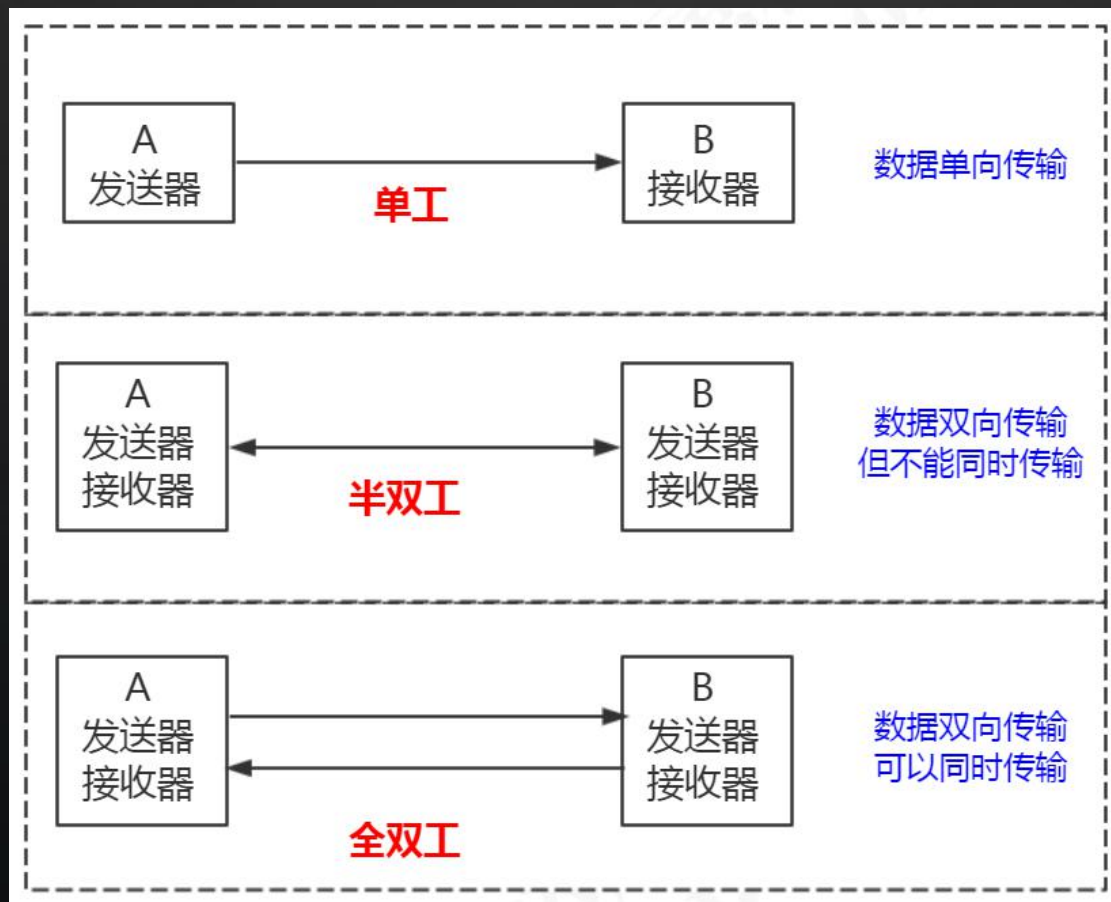 A
发送器
单工
B
接收器
数据单向传输
A
发送器
接收器
半双工
B
发送器
接收器
数据双向传输
但不能同时传输
A
发送器
接收器
全双工
B
发送器
接收器
数据双向传输
可以同时传输